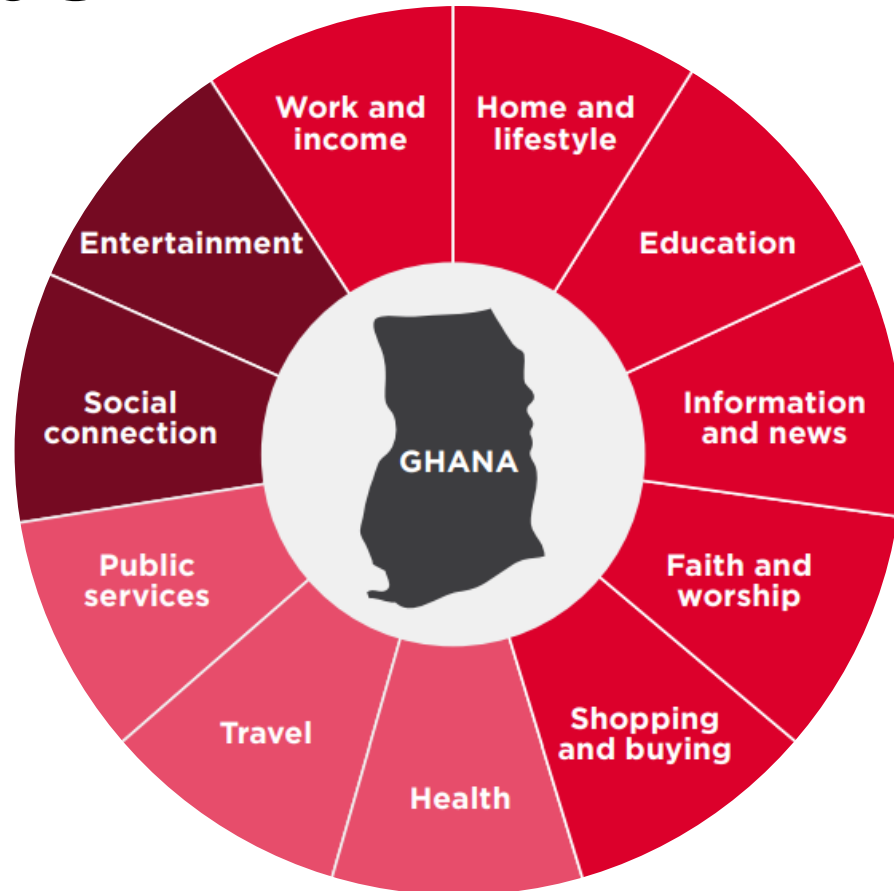 Work and
income
Home and
lifestyle
Education
Information
and news
Faith and
worship
Shopping
and buying
Health
Travel
Public
services
Social
connection
Entertainment
GHANA